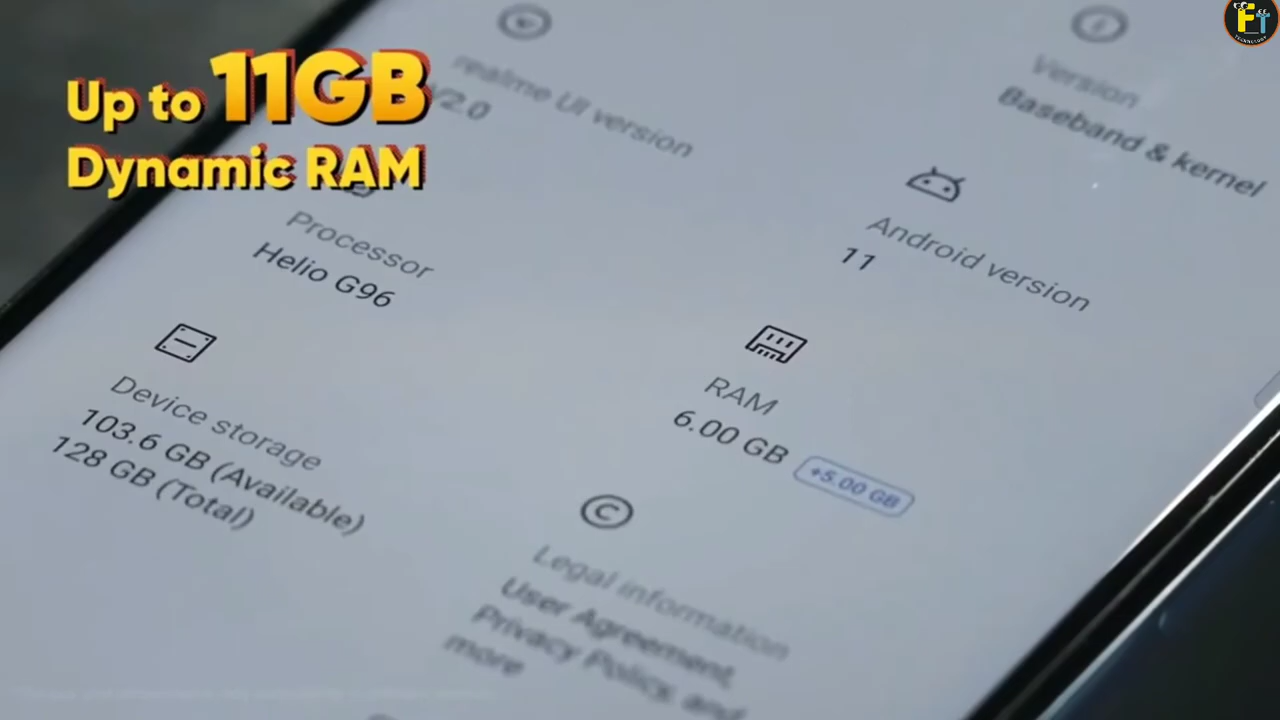 Up to 11GB
Dynamic RAM
FT
TECHNOLOGY
realme UI version
V2.0
Version
Baseband & kernel
Processor
Helio G96
Android version
11
Device storage
103.6 GB (Available)
128 GB (Total)
RAM
6.00 GB +5.00 GB
Legal information
User Agreement,
Privacy Policy, and
more